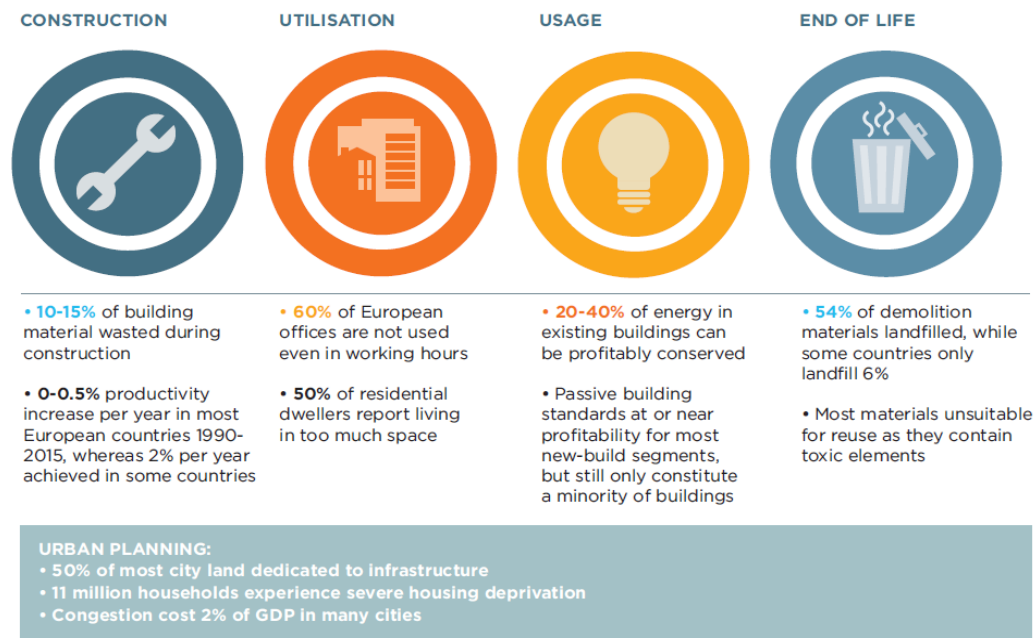 CONSTRUCTION
• 10-15% of building
material wasted during
construction
• 0-0.5% productivity
increase per year in most
European countries 1990-
2015, whereas 2% per year
achieved in some countries
UTILISATION
• 60% of European
offices are not used
even in working hours
• 50% of residential
dwellers report living
in too much space
USAGE
• 20-40% of energy in
existing buildings can
be profitably conserved
• Passive building
standards at or near
profitability for most
new-build segments,
but still only constitute
a minority of buildings
END OF LIFE
• 54% of demolition
materials landfilled, while
some countries only
landfill 6%
• Most materials unsuitable
for reuse as they contain
toxic elements
URBAN PLANNING:
• 50% of most city land dedicated to infrastructure
• 11 million households experience severe housing deprivation
• Congestion cost 2% of GDP in many cities